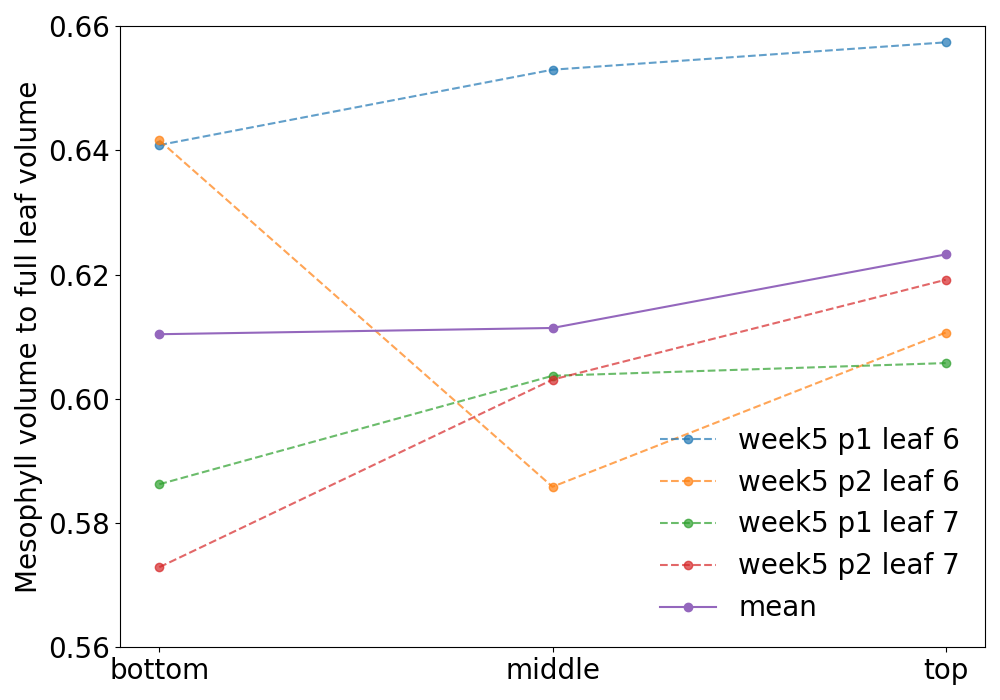 Mesophyll volume to full leaf volume
0.66
0.64
0.62
0.60
0.58
0.56
bottom
middle
top
week5 p1 leaf 6
week5 p2 leaf 6
week5 p1 leaf 7
week5 p2 leaf 7
mean